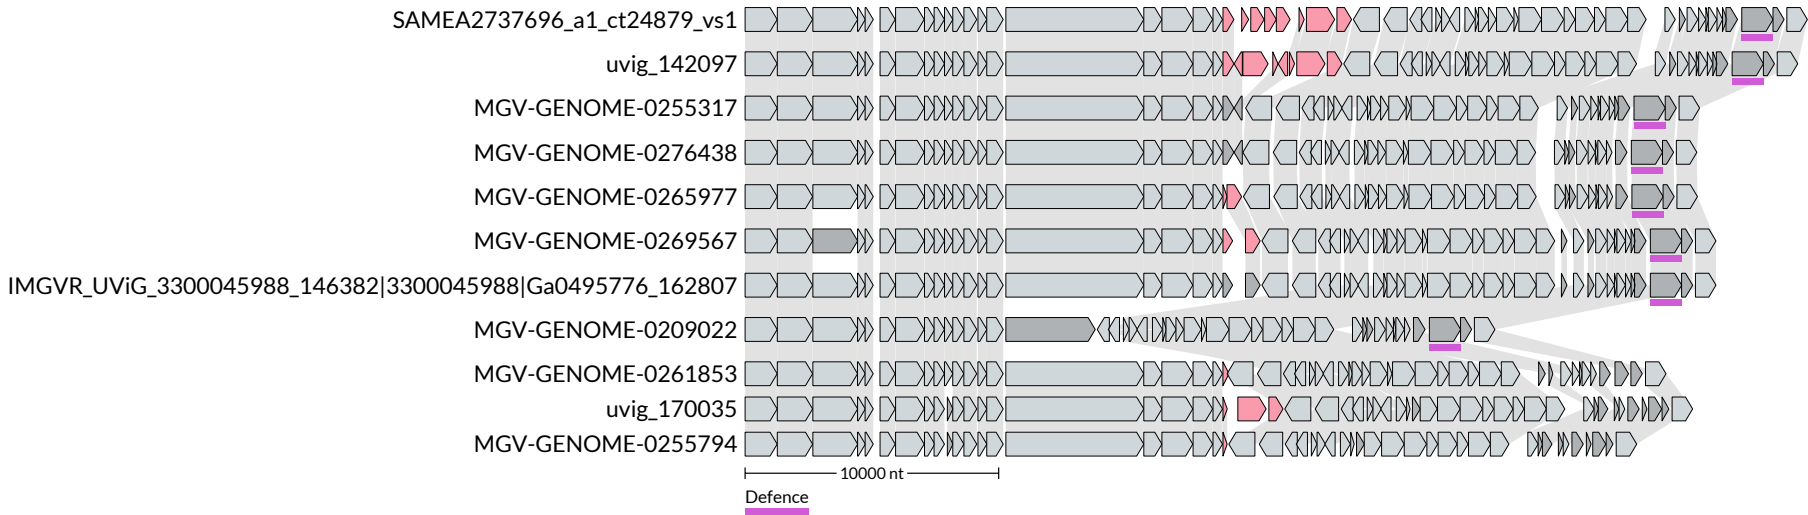 SAMEA2737696_a1_ct24879_vs1
uvig_142097
MGV-GENOME-0255317
MGV-GENOME-0276438
MGV-GENOME-0265977
MGV-GENOME-0269567
IMGVR_UViG_3300045988_146382|3300045988|Ga0495776_162807
MGV-GENOME-0209022
MGV-GENOME-0261853
uvig_170035
MGV-GENOME-0255794
10000 nt
Defence